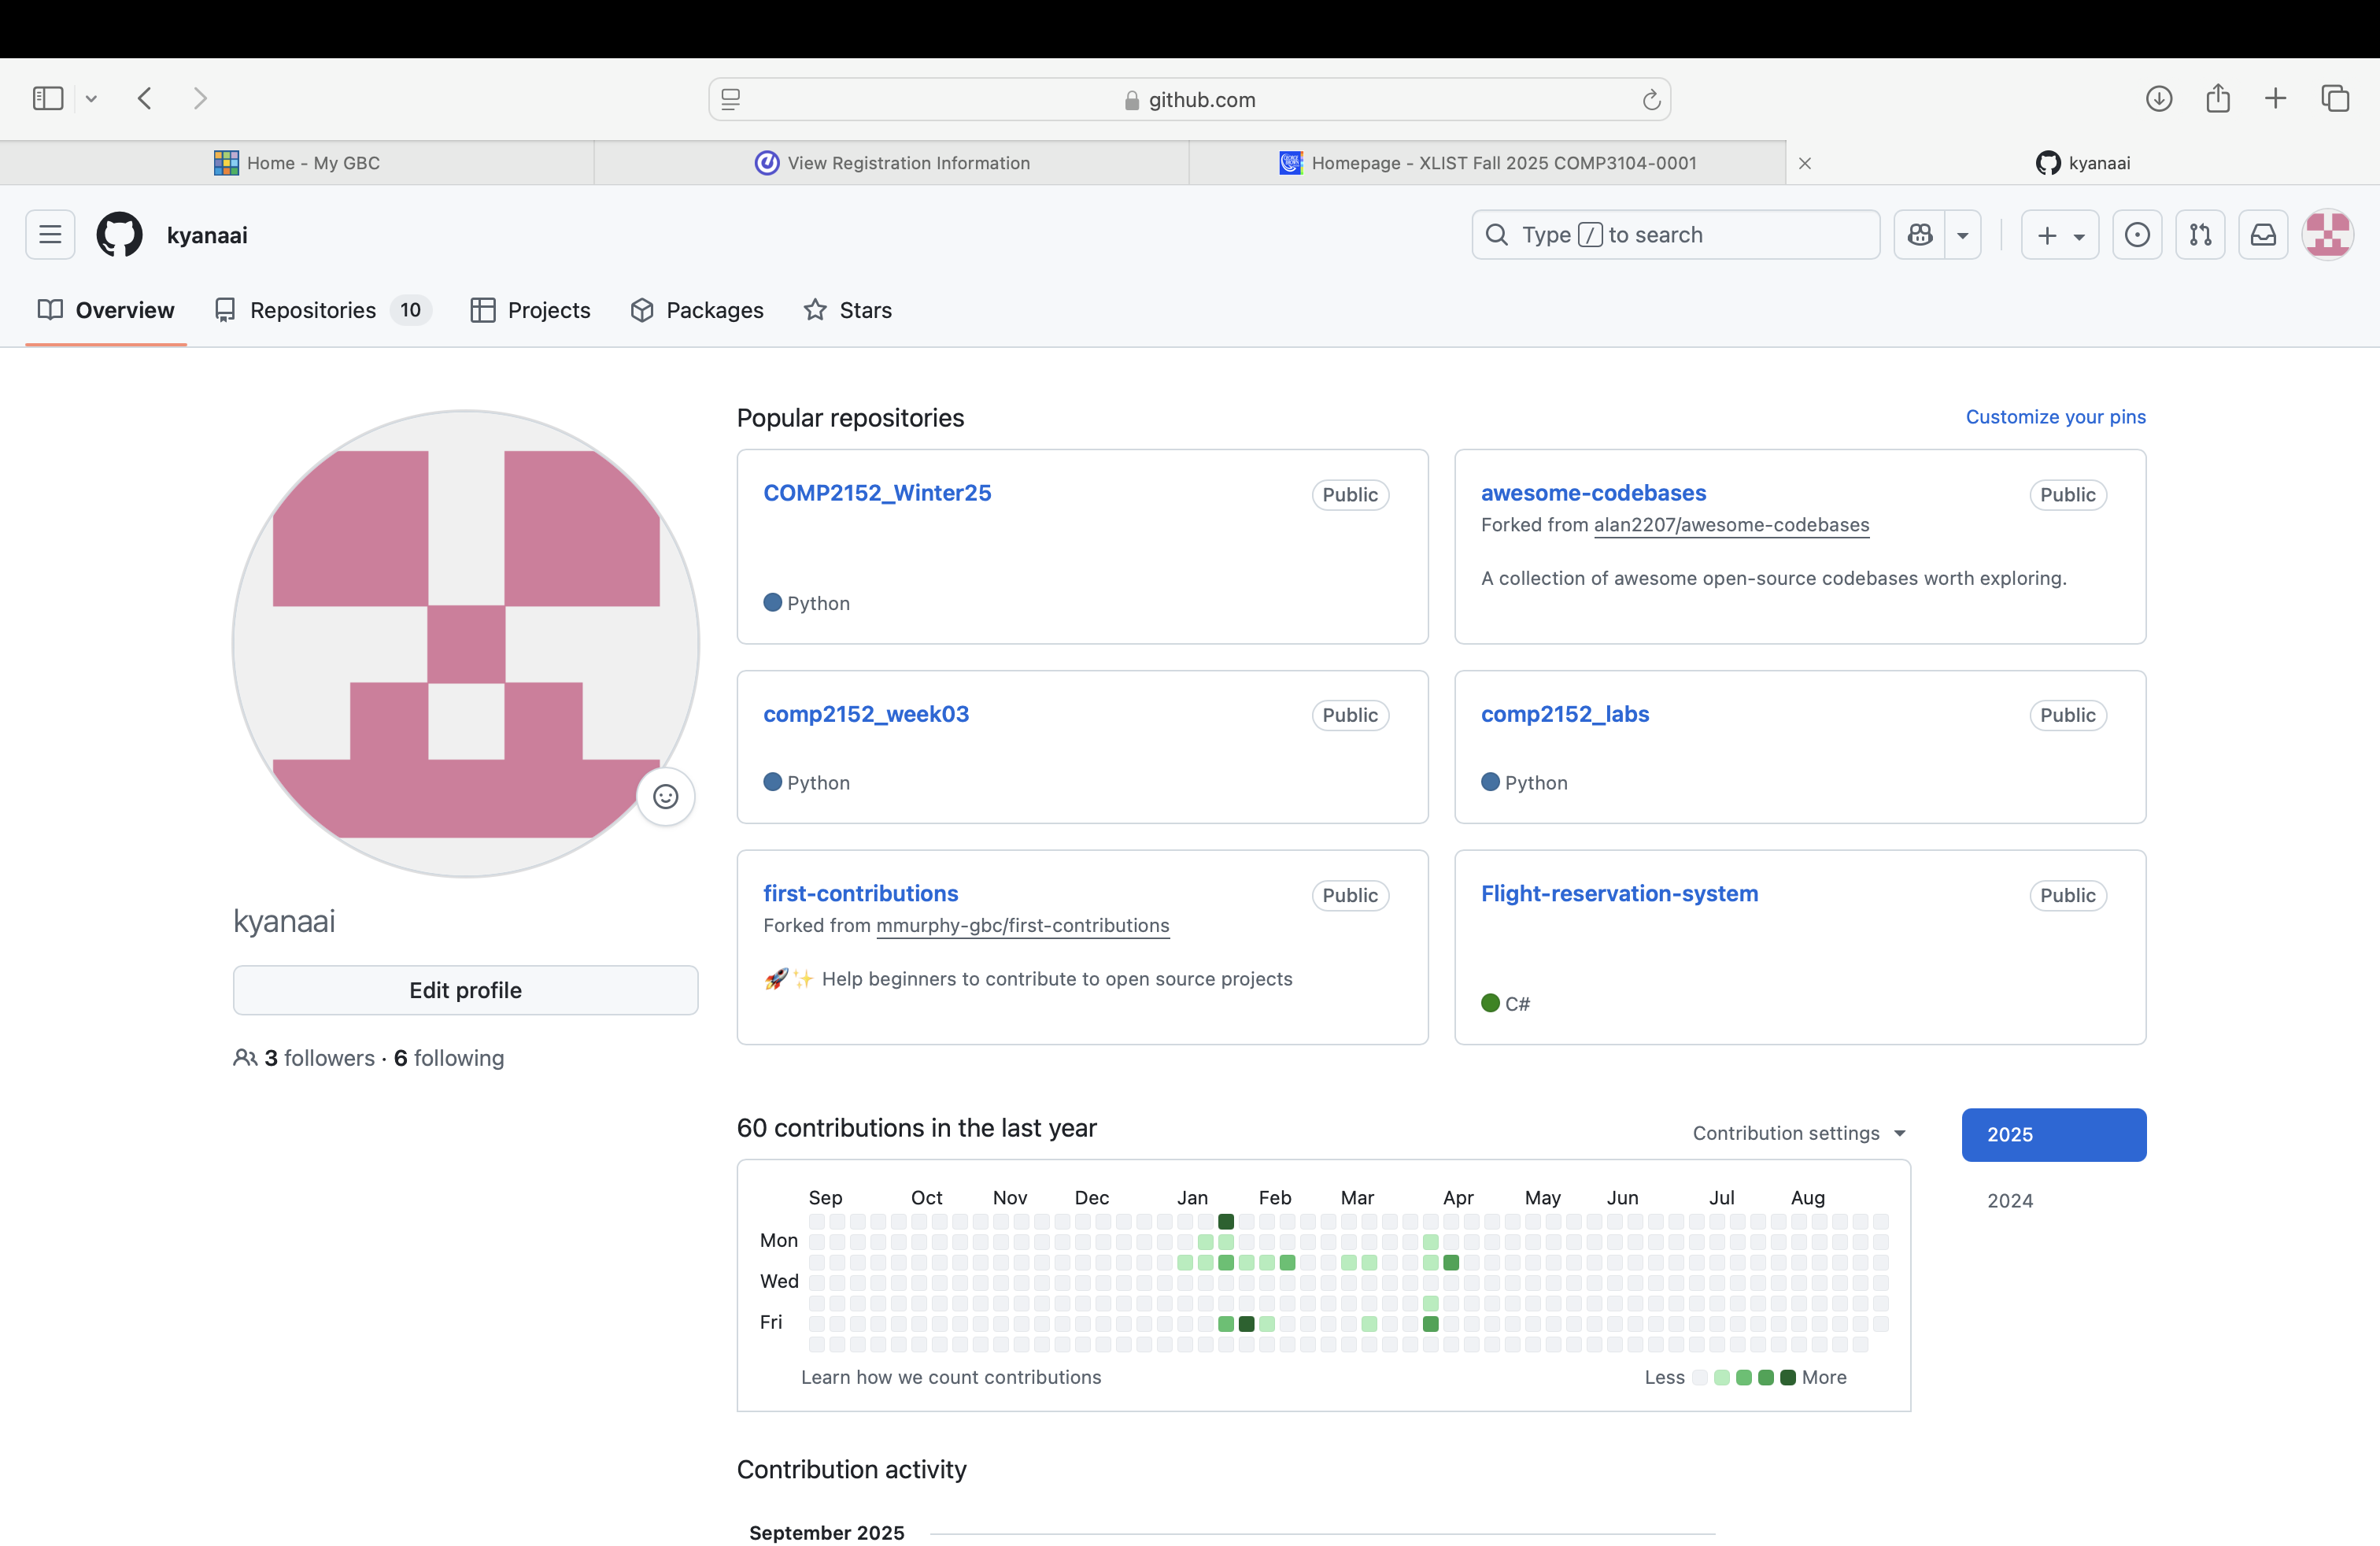 github.com
Home - My GBC
View Registration Information
Homepage - XLIST Fall 2025 COMP3104-0001
kyanaai
kyanaai
Type / to search
Overview
Repositories 10
Projects
Packages
Stars
Popular repositories
Customize your pins
COMP2152_Winter25
Public
Python
awesome-codebases
Public
Forked from alan2207/awesome-codebases
A collection of awesome open-source codebases worth exploring.
comp2152_week03
Public
Python
comp2152_labs
Public
Python
first-contributions
Public
Forked from mmurphy-gbc/first-contributions
🚀✨ Help beginners to contribute to open source projects
Flight-reservation-system
Public
C#
kyanaai
Edit profile
3 followers · 6 following
60 contributions in the last year
Contribution settings
2025
2024
Sep Oct Nov Dec Jan Feb Mar Apr May Jun Jul Aug
Mon
Wed
Fri
Learn how we count contributions
Less More
Contribution activity
September 2025